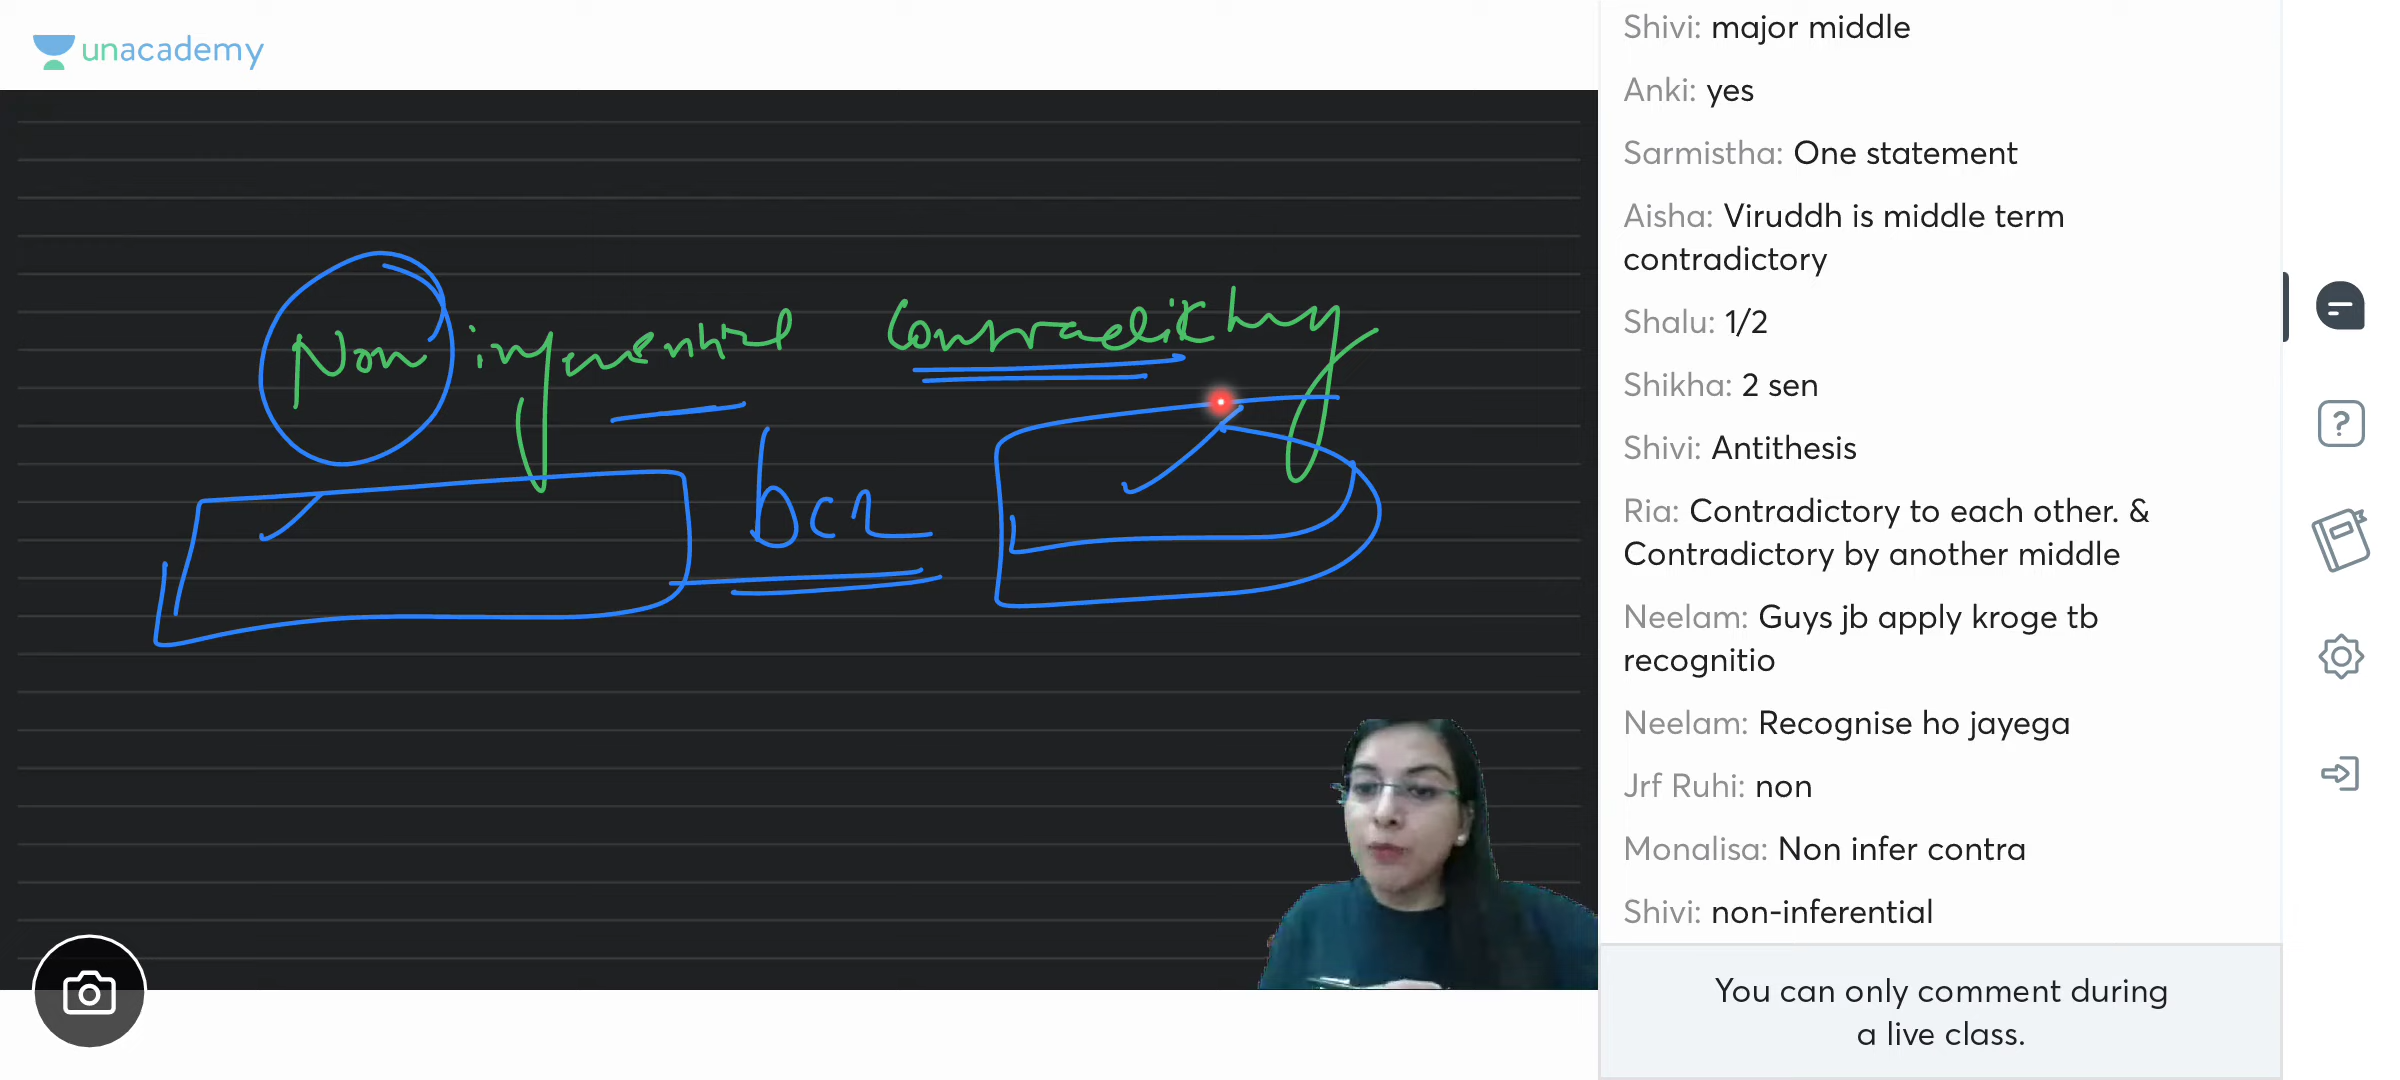 unacademy
Non inferential Contradictory
bcz
Shivi: major middle
Anki: yes
Sarmistha: One statement
Aisha: Viruddh is middle term
contradictory
Shalu: 1/2
Shikha: 2 sen
Shivi: Antithesis
Ria: Contradictory to each other. &
Contradictory by another middle
Neelam: Guys jb apply kroge tb
recognitio
Neelam: Recognise ho jayega
Jrf Ruhi: non
Monalisa: Non infer contra
Shivi: non-inferential
You can only comment during
a live class.
?